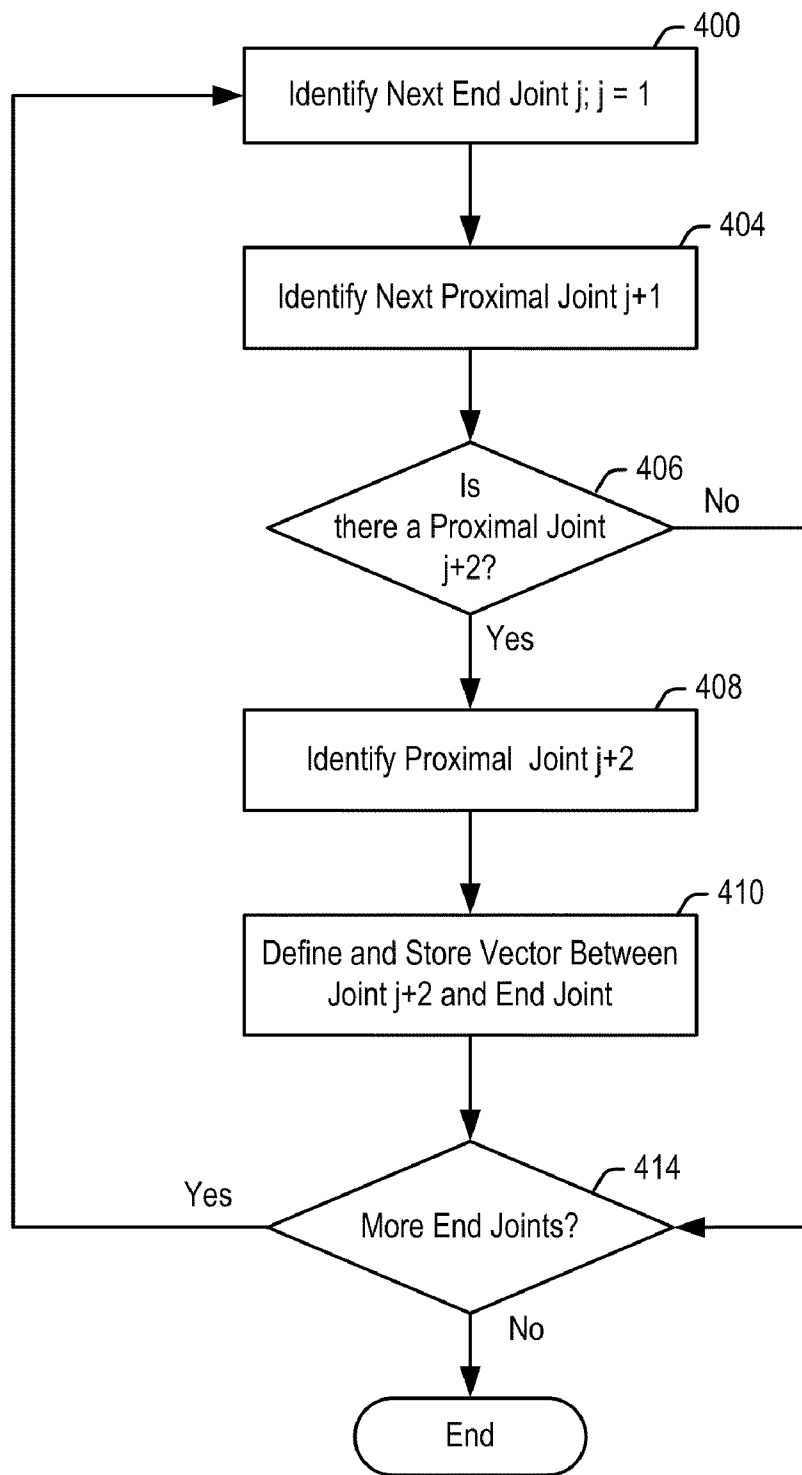 400
Identify Next End Joint j; j = 1
404
Identify Next Proximal Joint j+1
406
Is
there a Proximal Joint
j+2?
No
Yes
408
Identify Proximal Joint j+2
410
Define and Store Vector Between
Joint j+2 and End Joint
414
Yes
More End Joints?
No
End